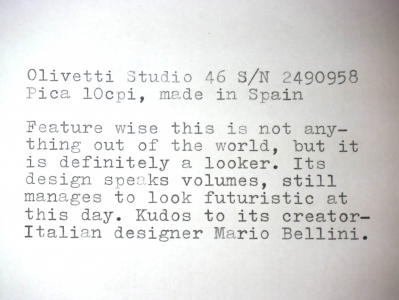 Olivetti Studio 46 S/N 2490958
Pica 10cpi, made in Spain
Feature wise this is not any-
thing out of the world, but it
is definitely a looker. Its
design speaks volumes, still
manages to look futuristic at
this day. Kudos to its creator-
Italian designer Mario Bellini.